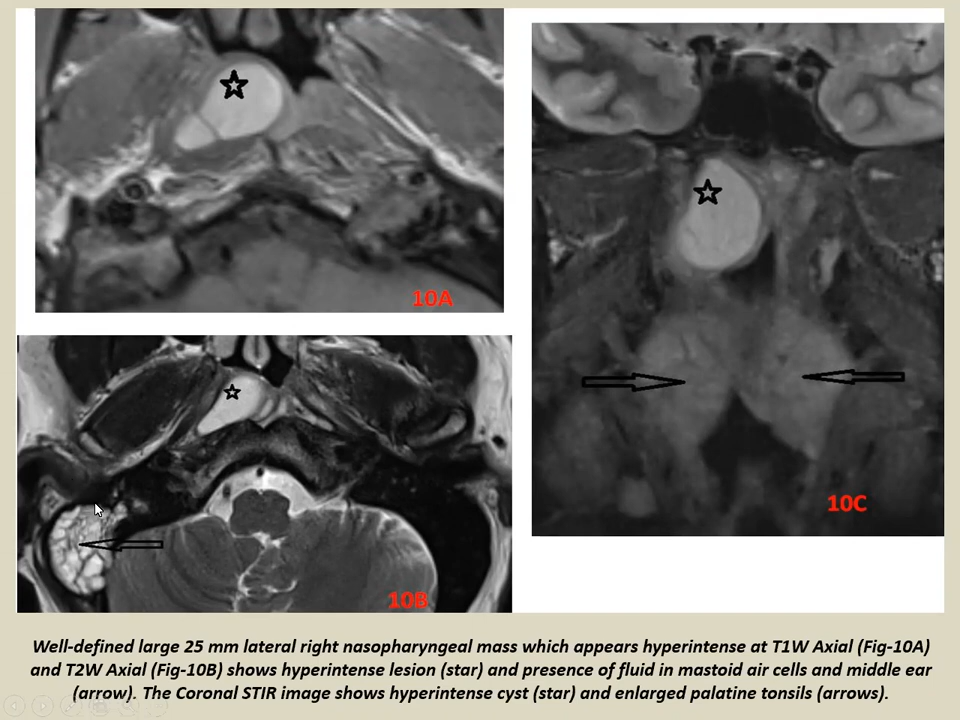 10A
10B
10C
Well-defined large 25 mm lateral right nasopharyngeal mass which appears hyperintense at T1W Axial (Fig-10A)
and T2W Axial (Fig-10B) shows hyperintense lesion (star) and presence of fluid in mastoid air cells and middle ear
(arrow). The Coronal STIR image shows hyperintense cyst (star) and enlarged palatine tonsils (arrows).